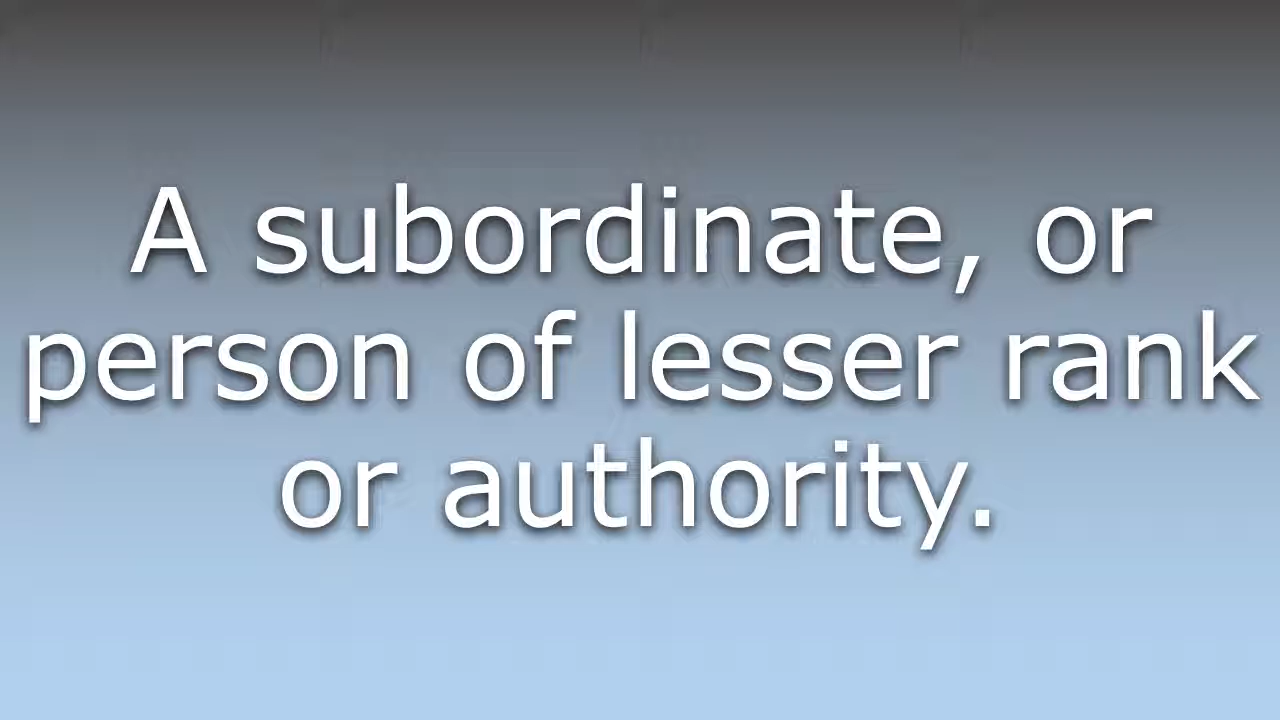 A subordinate, or
person of lesser rank
or authority.